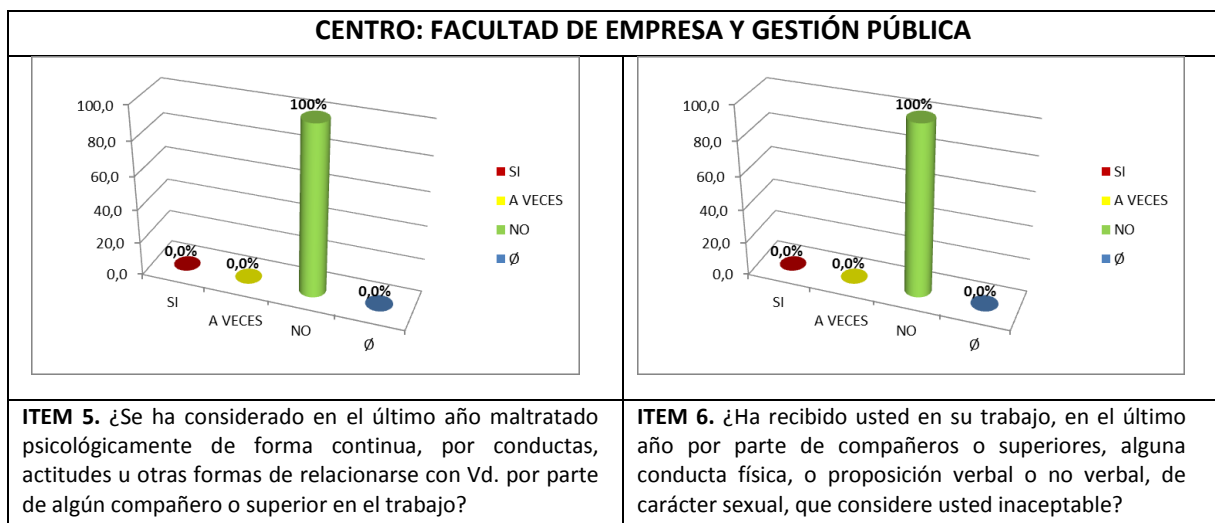 CENTRO: FACULTAD DE EMPRESA Y GESTIÓN PÚBLICA
100,0
80,0
60,0
40,0
20,0
0,0
0,0%
0,0%
100%
0,0%
SI
A VECES
NO
Ø
SI
A VECES
NO
Ø
100,0
80,0
60,0
40,0
20,0
0,0
0,0%
0,0%
100%
0,0%
SI
A VECES
NO
Ø
SI
A VECES
NO
Ø
ITEM 5. ¿Se ha considerado en el último año maltratado
psicológicamente de forma continua, por conductas,
actitudes u otras formas de relacionarse con Vd. por parte
de algún compañero o superior en el trabajo?
ITEM 6. ¿Ha recibido usted en su trabajo, en el último
año por parte de compañeros o superiores, alguna
conducta física, o proposición verbal o no verbal, de
carácter sexual, que considere usted inaceptable?